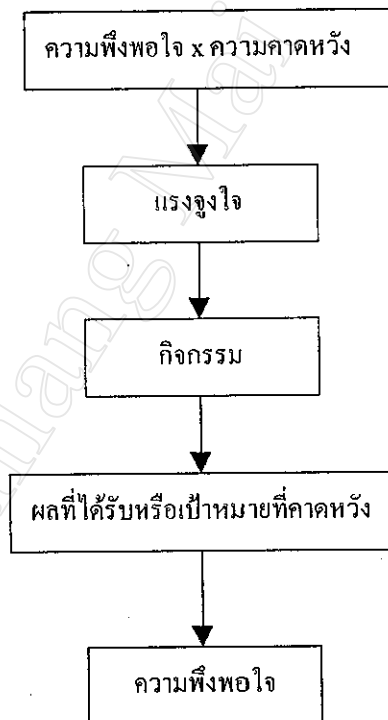 ความพึงพอใจ x ความคาดหวัง
แรงจูงใจ
กิจกรรม
ผลที่ได้รับหรือเป้าหมายที่คาดหวัง
ความพึงพอใจ